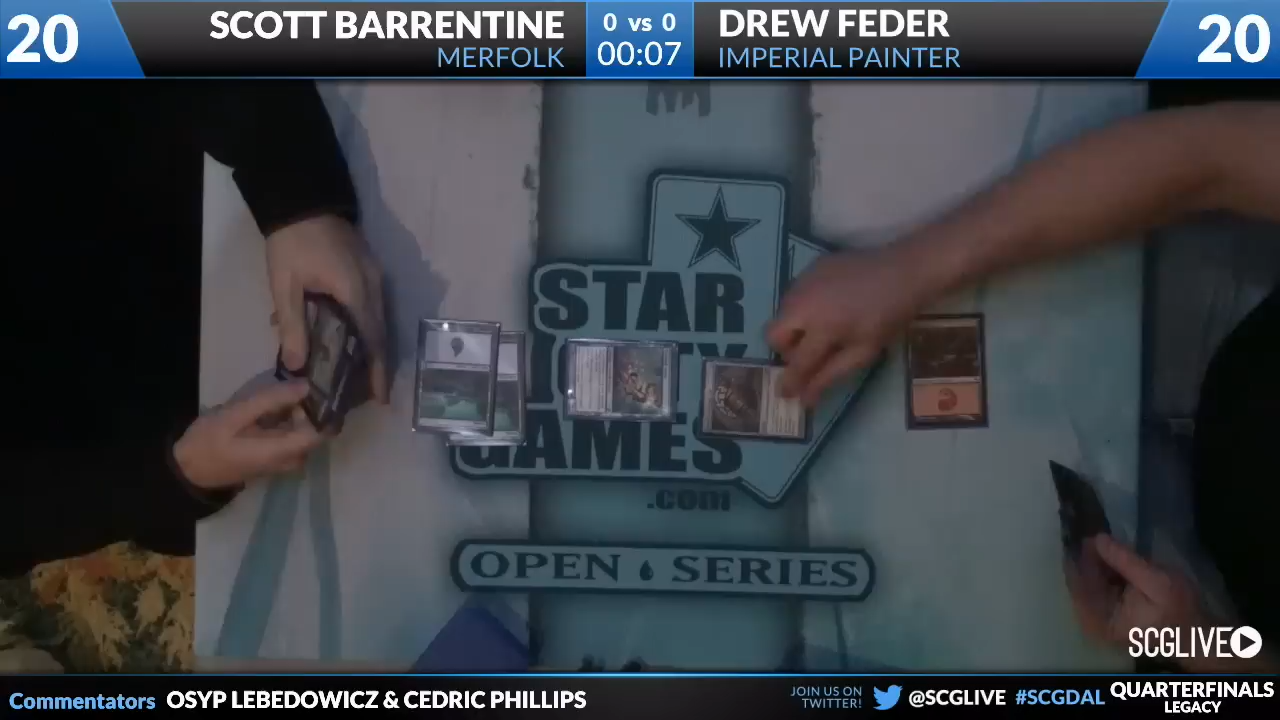 20
SCOTT BARRENTINE
MERFOLK
0 vs 0
00:07
DREW FEDER
IMPERIAL PAINTER
20
STAR
GAMES
.com
OPEN SERIES
SCGLIVE
Commentators OSYP LEBEDOWICZ & CEDRIC PHILLIPS
JOIN US ON
TWITTER!
@SCGLIVE #SCGDAL
QUARTERFINALS
LEGACY